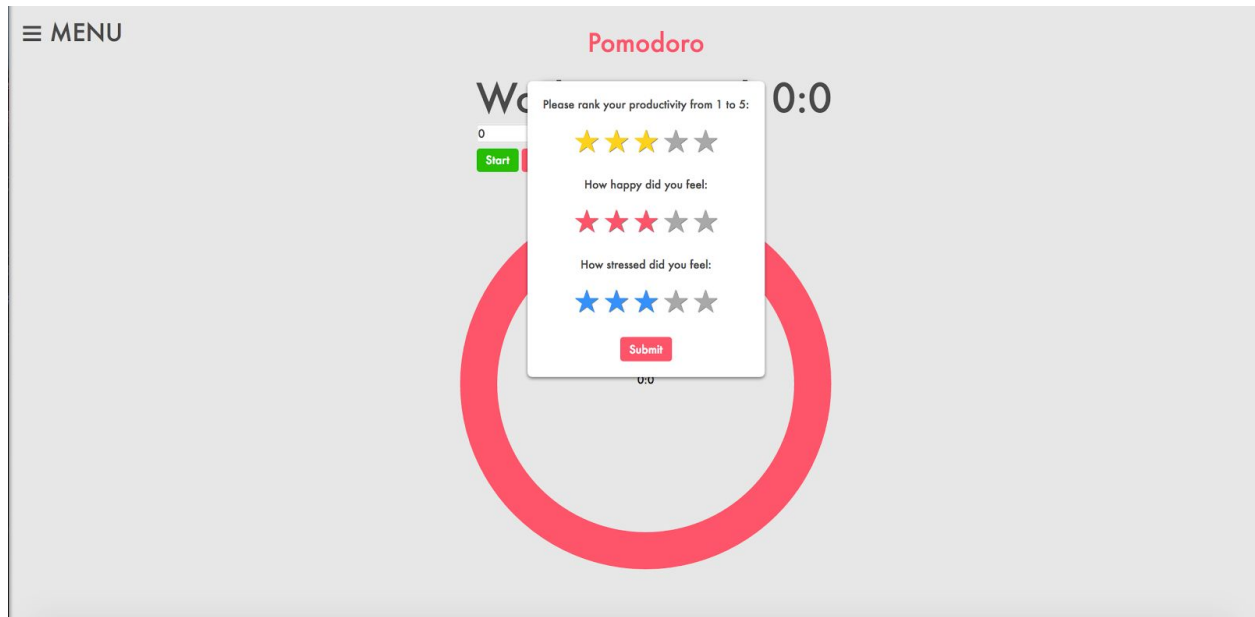 ≡ MENU
Pomodoro
0:0
Please rank your productivity from 1 to 5:
0
Start
How happy did you feel:
How stressed did you feel:
Submit
0:0